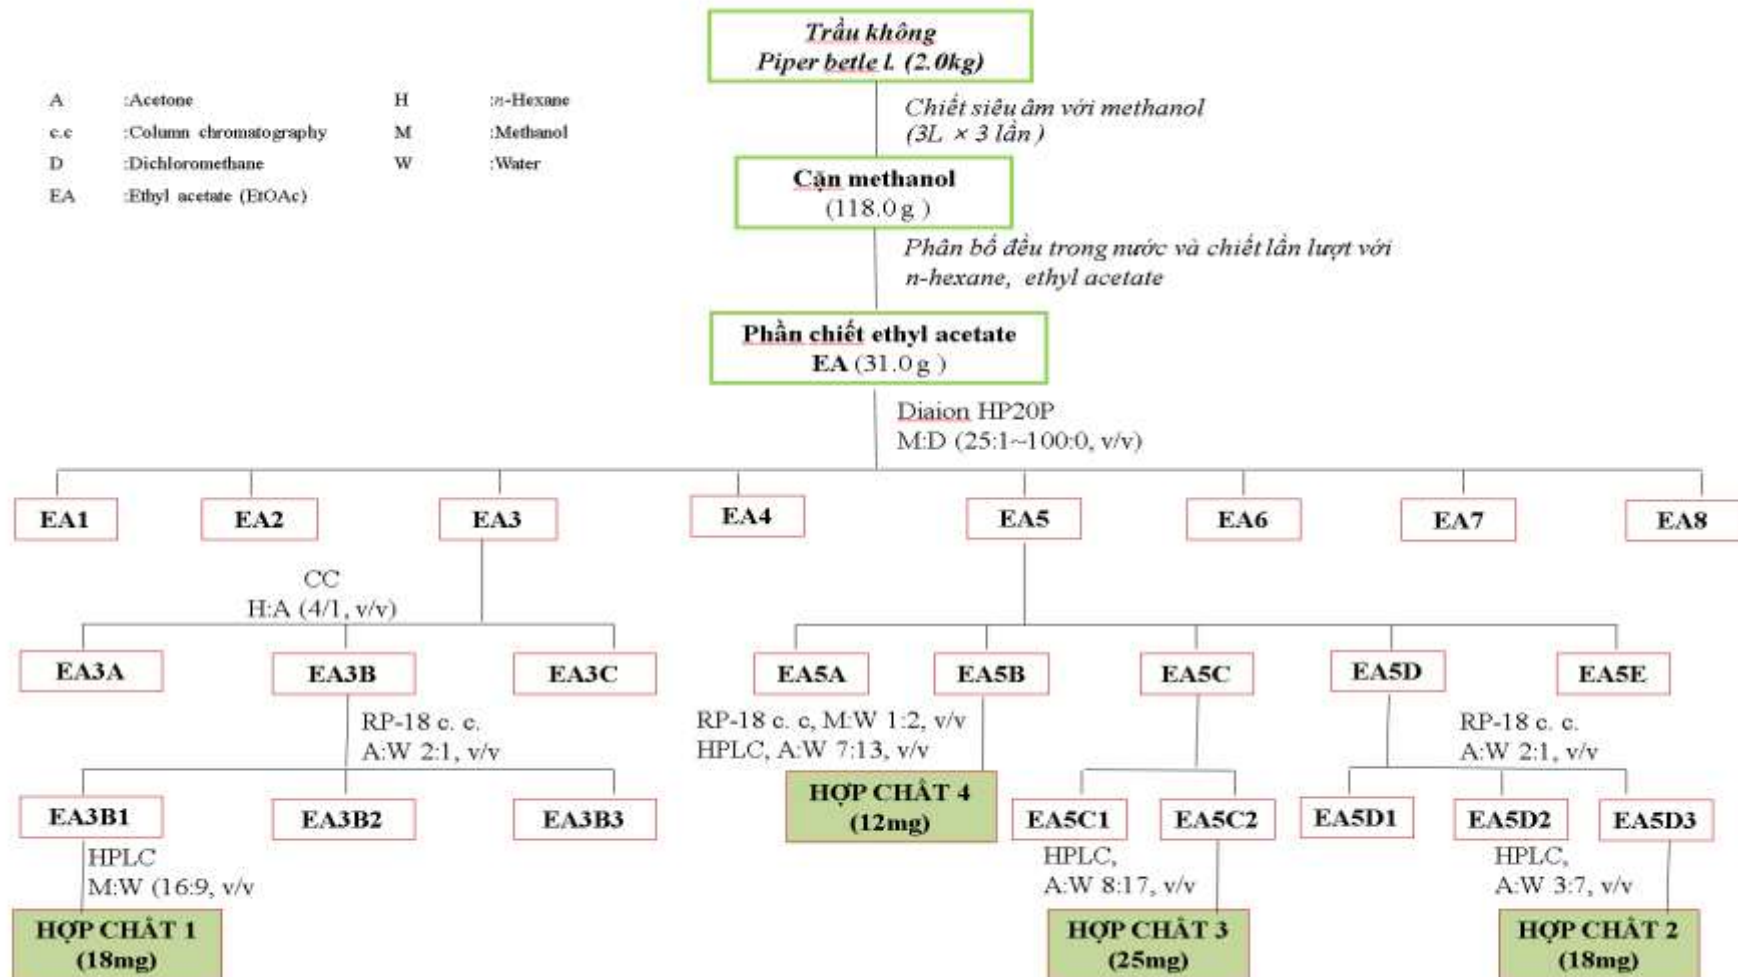 Trầu không
Piper betle l. (2.0kg)
A :Acetone H :n-Hexane
c.c :Column chromatography M :Methanol
D :Dichloromethane W :Water
EA :Ethyl acetate (EtOAc)
Chiết siêu âm với methanol
(3L × 3 lần )
Cặn methanol
(118.0 g )
Phân bố đều trong nước và chiết lần lượt với
n-hexane, ethyl acetate
Phần chiết ethyl acetate
EA (31.0 g )
Diaion HP20P
M:D (25:1~100:0, v/v)
EA1 EA2 EA3 EA4 EA5 EA6 EA7 EA8
CC
H:A (4/1, v/v)
EA3A EA3B EA3C EA5A EA5B EA5C EA5D EA5E
RP-18 c. c.
A:W 2:1, v/v
RP-18 c. c, M:W 1:2, v/v
HPLC, A:W 7:13, v/v
RP-18 c. c.
A:W 2:1, v/v
EA3B1 EA3B2 EA3B3
HỢP CHẤT 4
(12mg)
EA5C1 EA5C2 EA5D1 EA5D2 EA5D3
HPLC
M:W (16:9, v/v
HPLC,
A:W 8:17, v/v
HPLC,
A:W 3:7, v/v
HỢP CHẤT 1
(18mg)
HỢP CHẤT 3
(25mg)
HỢP CHẤT 2
(18mg)